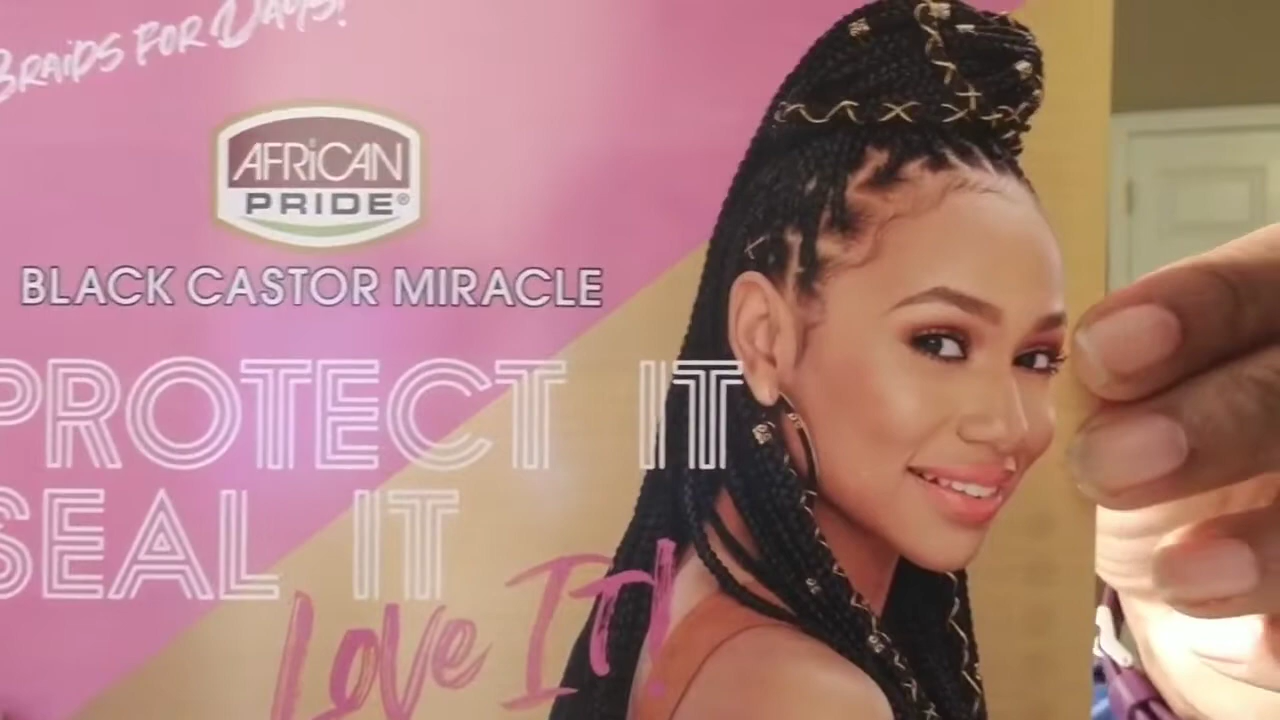 BRAIDS FOR DAYS!
AFRICAN
PRIDE®
BLACK CASTOR MIRACLE
PROTECT IT
SEAL IT
LOVE IT!